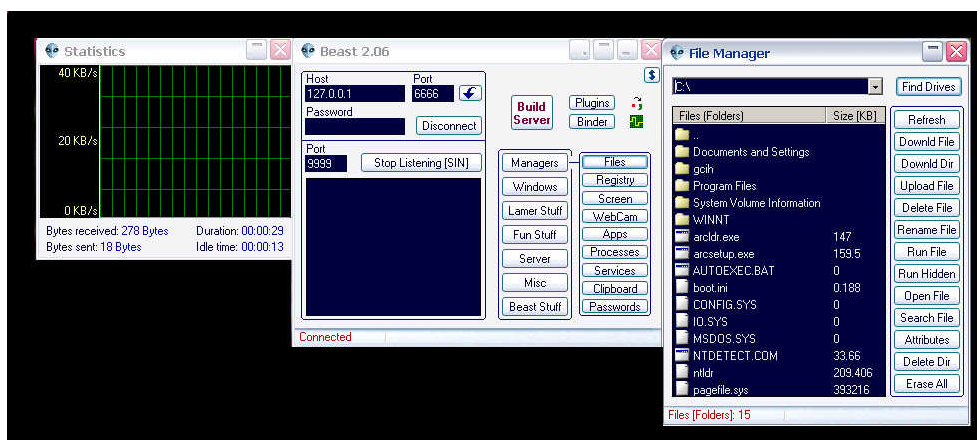 Statistics
40 KB/s
20 KB/s
0 KB/s
Bytes received: 278 Bytes Duration: 00:00:29
Bytes sent: 18 Bytes Idle time: 00:00:13
Beast 2.06
Host Port
127.0.0.1 6666
Password
Disconnect
Port
9999 Stop Listening [SIN]
$
Build
Server
Plugins
Binder
Managers
Windows
Lamer Stuff
Fun Stuff
Server
Misc
Beast Stuff
Files
Registry
Screen
WebCam
Apps
Processes
Services
Clipboard
Passwords
Connected
File Manager
C:\
Find Drives
Files (Folders) Size [KB]
..
Documents and Settings
gcih
Program Files
System Volume Information
WINNT
arcldr.exe 147
arcsetup.exe 159.5
AUTOEXEC.BAT 0
boot.ini 0.188
CONFIG.SYS 0
IO.SYS 0
MSDOS.SYS 0
NTDETECT.COM 33.66
ntldr 209.406
pagefile.sys 393216
Refresh
Downld File
Downld Dir
Upload File
Delete File
Rename File
Run File
Run Hidden
Open File
Search File
Attributes
Delete Dir
Erase All
Files [Folders]: 15